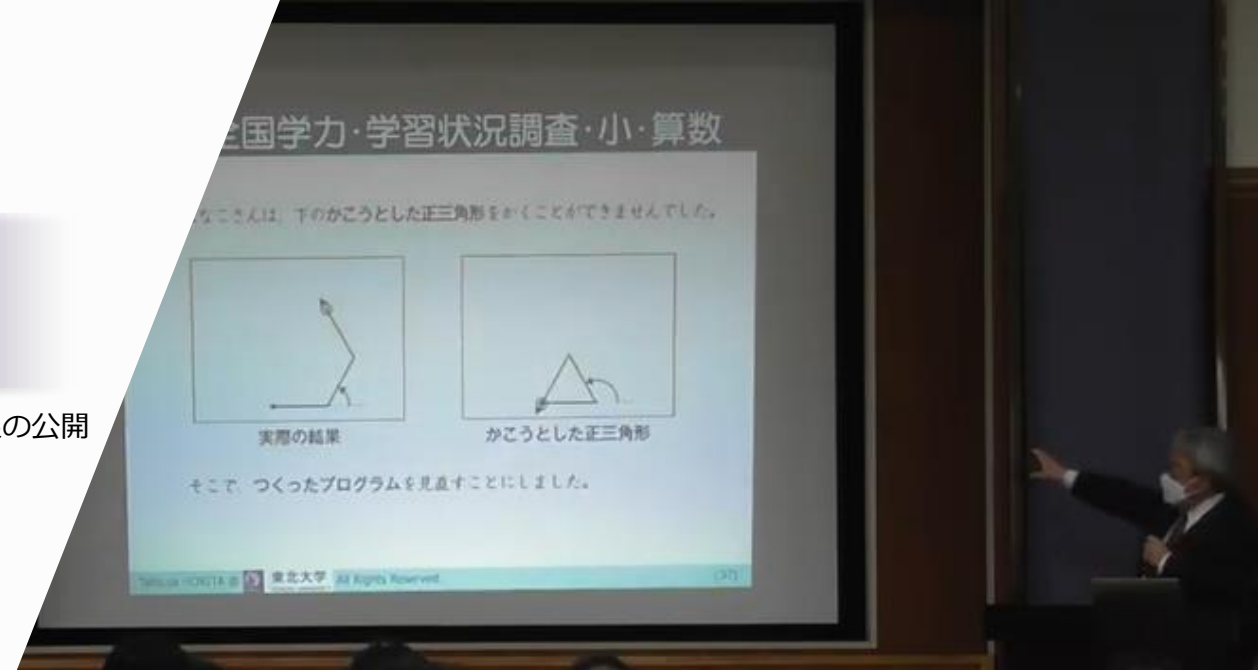 全国学力・学習状況調査・小・算数
なこさんは、下のかこうとした正三角形をかくことができませんでした。
実際の結果
かこうとした正三角形
の公開
そこで、つくったプログラムを見直すことにしました。
東北大学 All Rights Reserved.